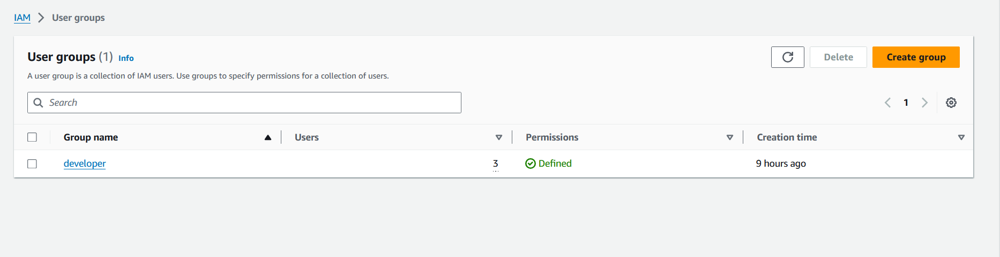 IAM > User groups
User groups (1) Info
Delete
Create group
A user group is a collection of IAM users. Use groups to specify permissions for a collection of users.
Search
1
Group name Users Permissions Creation time
developer 3 Defined 9 hours ago